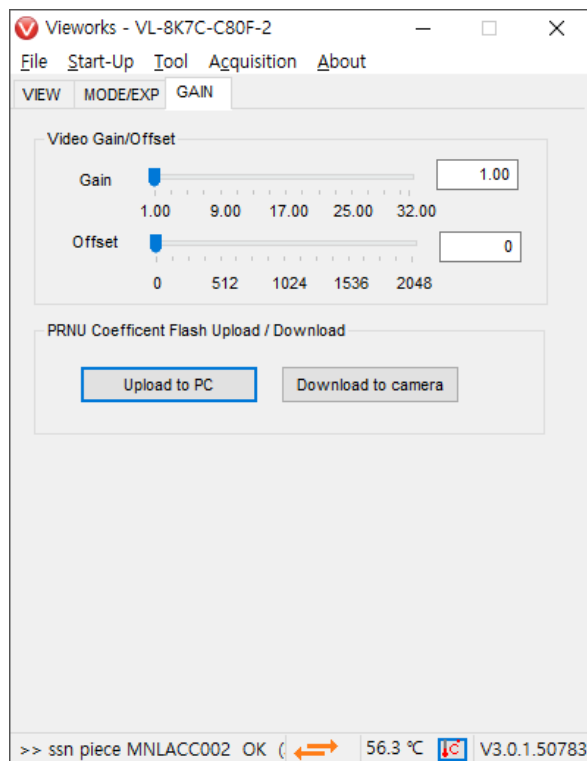 Vieworks - VL-8K7C-C80F-2
File Start-Up Tool Acquisition About
VIEW MODE/EXP GAIN
Video Gain/Offset
Gain 1.00
1.00 9.00 17.00 25.00 32.00
Offset 0
0 512 1024 1536 2048
PRNU Coefficent Flash Upload / Download
Upload to PC Download to camera
>> ssn piece MNLACC002 OK ( 56.3 ℃ V3.0.1.50783